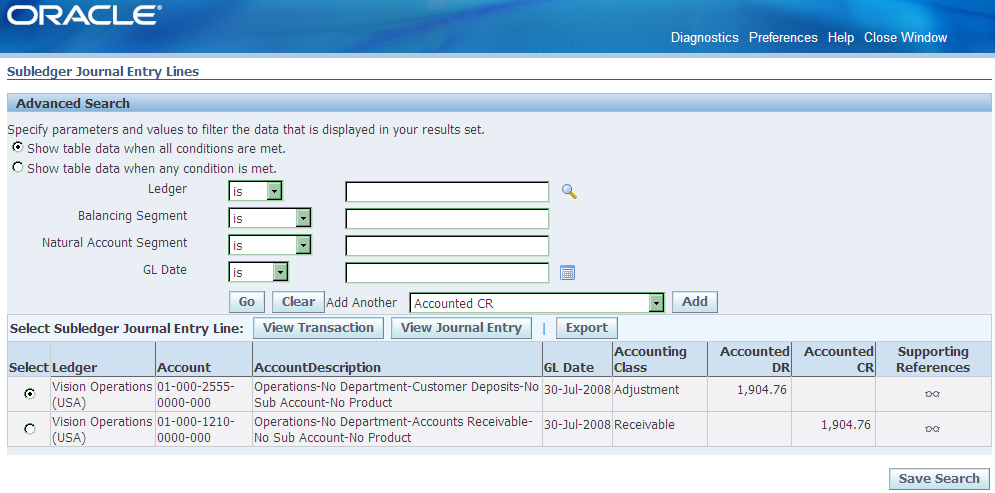 ORACLE®
Diagnostics Preferences Help Close Window
Subledger Journal Entry Lines
Advanced Search
Specify parameters and values to filter the data that is displayed in your results set.
Show table data when all conditions are met.
Show table data when any condition is met.
Ledger is
Balancing Segment is
Natural Account Segment is
GL Date is
Go Clear Add Another Accounted CR Add
Select Subledger Journal Entry Line: View Transaction View Journal Entry | Export
Accounting Accounted Accounted Supporting
Select Ledger Account AccountDescription GL Date Class DR CR References
Vision Operations 01-000-2555- Operations-No Department-Customer Deposits-No 30-Jul-2008 Adjustment 1,904.76
(USA) 0000-000 Sub Account-No Product
Vision Operations 01-000-1210- Operations-No Department-Accounts Receivable- 30-Jul-2008 Receivable 1,904.76
(USA) 0000-000 No Sub Account-No Product
Save Search